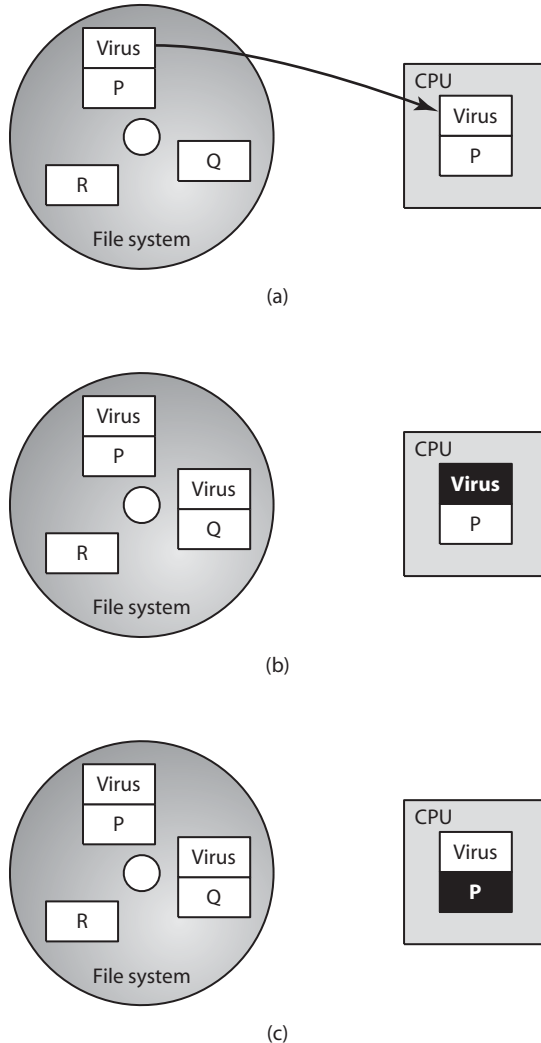 Virus
P
Q
R
File system
CPU
Virus
P
(a)
Virus
P
Virus
Q
R
File system
CPU
Virus
P
(b)
Virus
P
Virus
Q
R
File system
CPU
Virus
P
(c)